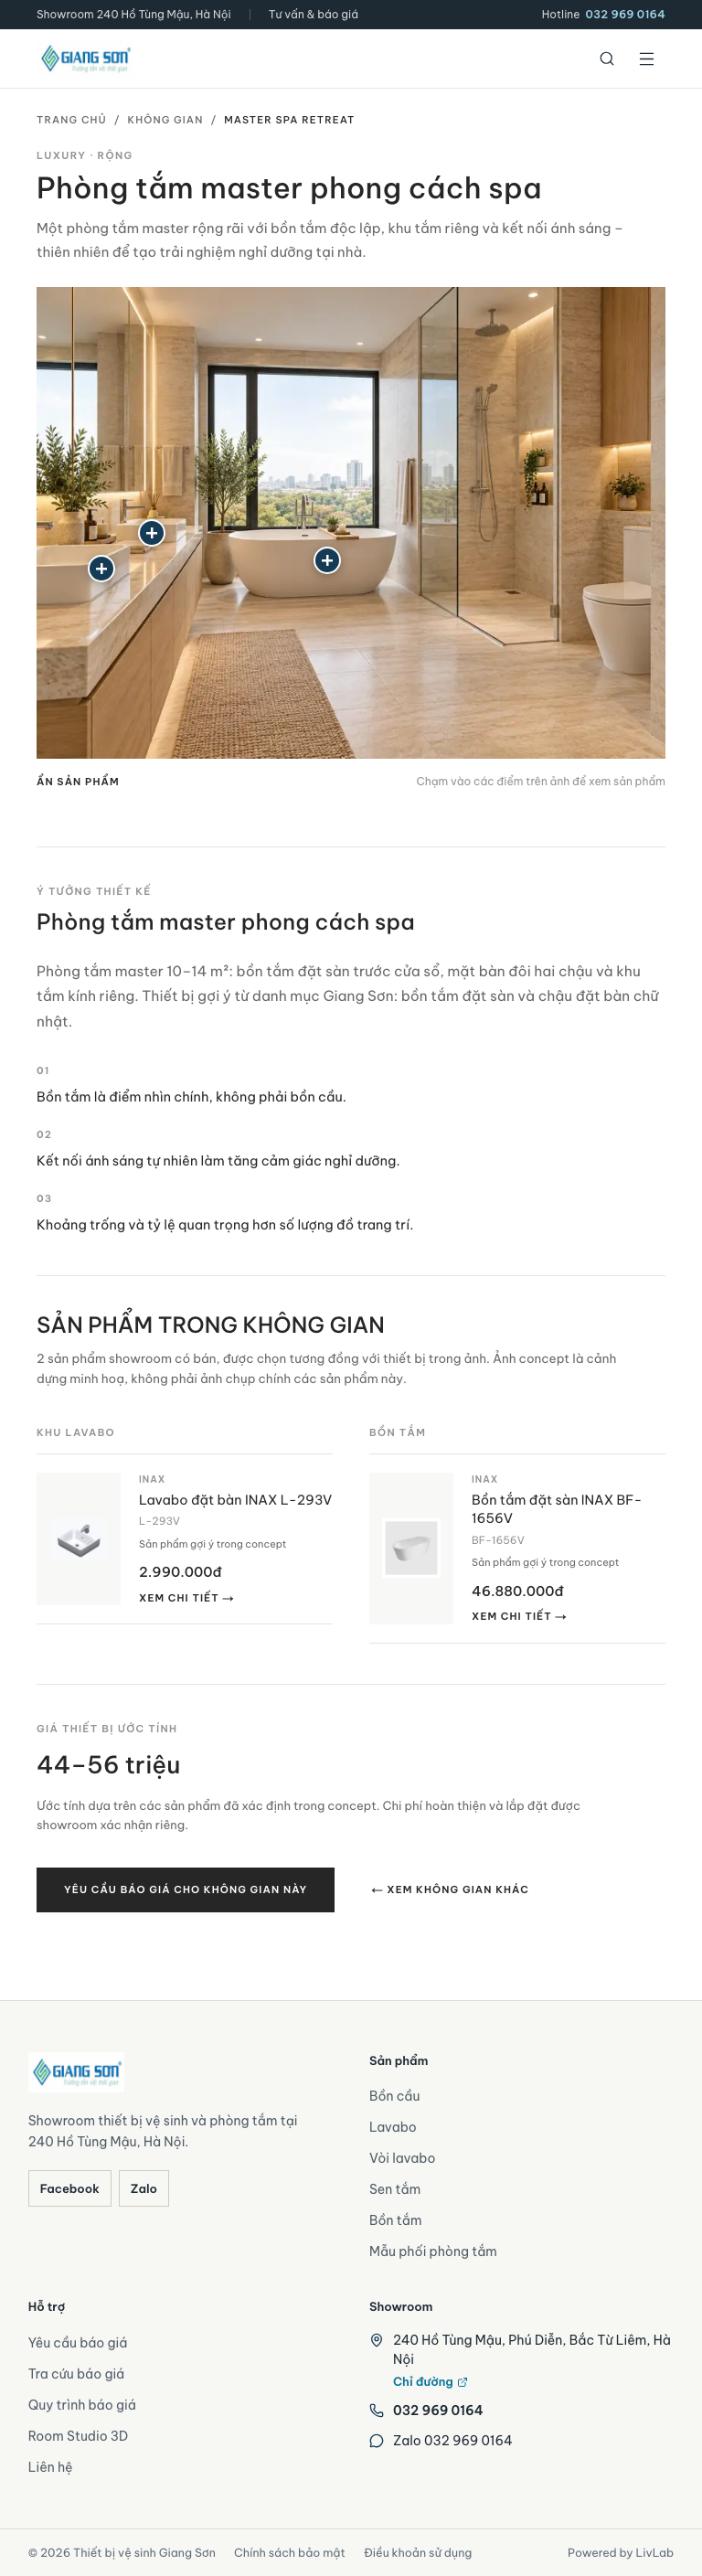 Showroom 240 Hồ Tùng Mậu, Hà Nội | Tư vấn & báo giá Hotline 032 969 0164
GIANG SƠN
Trường tồn với thời gian
TRANG CHỦ / KHÔNG GIAN / MASTER SPA RETREAT
LUXURY · RỘNG
Phòng tắm master phong cách spa
Một phòng tắm master rộng rãi với bồn tắm độc lập, khu tắm riêng và kết nối ánh sáng –
thiên nhiên để tạo trải nghiệm nghỉ dưỡng tại nhà.
ẨN SẢN PHẨM Chạm vào các điểm trên ảnh để xem sản phẩm
Ý TƯỞNG THIẾT KẾ
Phòng tắm master phong cách spa
Phòng tắm master 10–14 m²: bồn tắm đặt sàn trước cửa sổ, mặt bàn đôi hai chậu và khu
tắm kính riêng. Thiết bị gợi ý từ danh mục Giang Sơn: bồn tắm đặt sàn và chậu đặt bàn chữ
nhật.
01
Bồn tắm là điểm nhìn chính, không phải bồn cầu.
02
Kết nối ánh sáng tự nhiên làm tăng cảm giác nghỉ dưỡng.
03
Khoảng trống và tỷ lệ quan trọng hơn số lượng đồ trang trí.
SẢN PHẨM TRONG KHÔNG GIAN
2 sản phẩm showroom có bán, được chọn tương đồng với thiết bị trong ảnh. Ảnh concept là cảnh
dựng minh hoạ, không phải ảnh chụp chính các sản phẩm này.
KHU LAVABO
INAX
Lavabo đặt bàn INAX L-293V
L-293V
Sản phẩm gợi ý trong concept
2.990.000đ
XEM CHI TIẾT →
BỒN TẮM
INAX
Bồn tắm đặt sàn INAX BF-
1656V
BF-1656V
Sản phẩm gợi ý trong concept
46.880.000đ
XEM CHI TIẾT →
GIÁ THIẾT BỊ ƯỚC TÍNH
44–56 triệu
Ước tính dựa trên các sản phẩm đã xác định trong concept. Chi phí hoàn thiện và lắp đặt được
showroom xác nhận riêng.
YÊU CẦU BÁO GIÁ CHO KHÔNG GIAN NÀY ← XEM KHÔNG GIAN KHÁC
GIANG SƠN
Trường tồn với thời gian
Showroom thiết bị vệ sinh và phòng tắm tại
240 Hồ Tùng Mậu, Hà Nội.
Facebook Zalo
Sản phẩm
Bồn cầu
Lavabo
Vòi lavabo
Sen tắm
Bồn tắm
Mẫu phối phòng tắm
Hỗ trợ
Yêu cầu báo giá
Tra cứu báo giá
Quy trình báo giá
Room Studio 3D
Liên hệ
Showroom
240 Hồ Tùng Mậu, Phú Diễn, Bắc Từ Liêm, Hà
Nội
Chỉ đường
032 969 0164
Zalo 032 969 0164
© 2026 Thiết bị vệ sinh Giang Sơn Chính sách bảo mật Điều khoản sử dụng Powered by LivLab